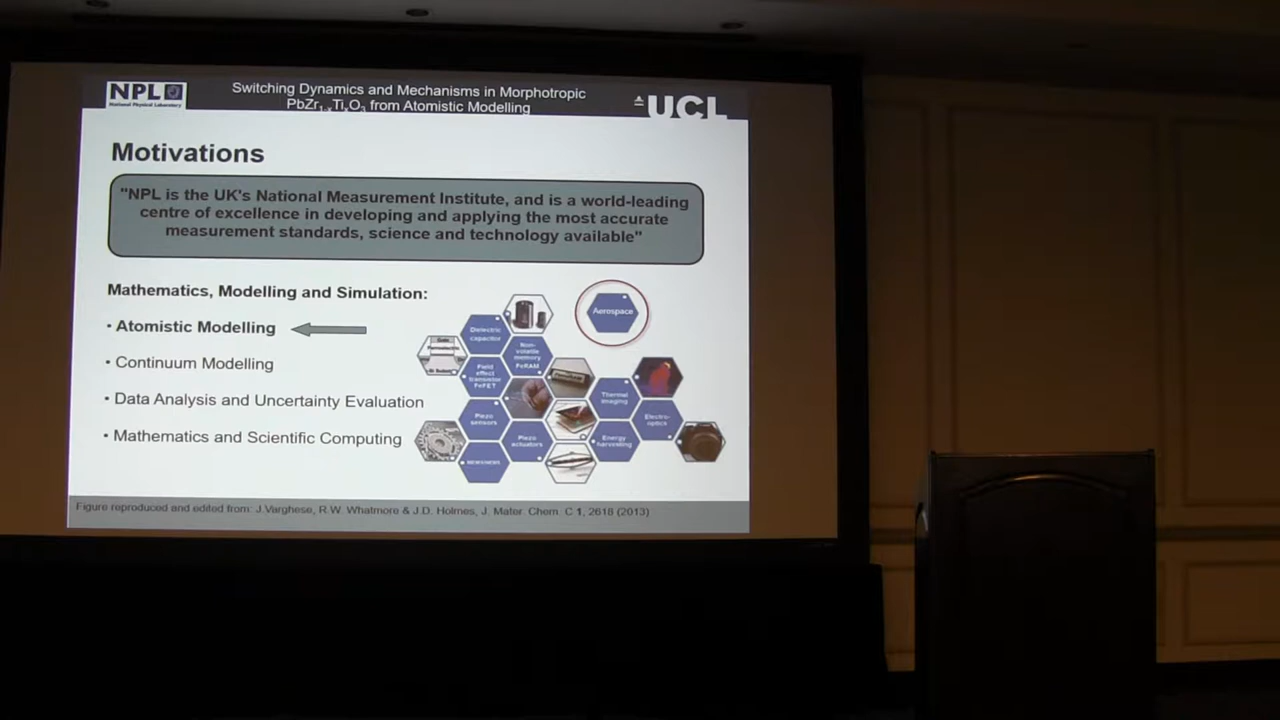 NPL
National Physical Laboratory
Switching Dynamics and Mechanisms in Morphotropic
PbZr1-xTixO3 from Atomistic Modelling
UCL
Motivations
"NPL is the UK's National Measurement Institute, and is a world-leading
centre of excellence in developing and applying the most accurate
measurement standards, science and technology available"
Mathematics, Modelling and Simulation:
• Atomistic Modelling
• Continuum Modelling
• Data Analysis and Uncertainty Evaluation
• Mathematics and Scientific Computing
Aerospace
Dielectric
capacitor
Non-
volatile
memory
FeRAM
Field
effect
transistor
FeFET
Thermal
imaging
Piezo
sensors
Electro-
optics
Piezo
actuators
Energy
harvesting
Figure reproduced and edited from: J.Varghese, R.W. Whatmore & J.D. Holmes, J. Mater. Chem. C 1, 2618 (2013)